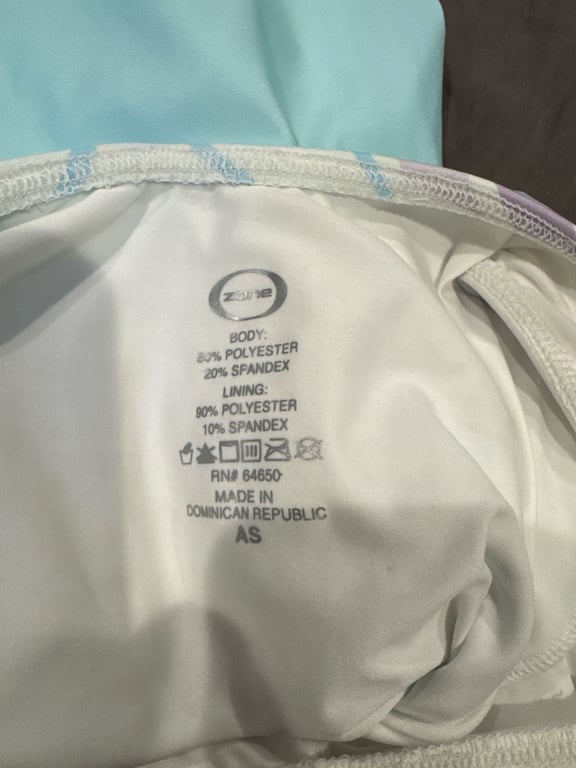 zone
BODY:
80% POLYESTER
20% SPANDEX
LINING:
90% POLYESTER
10% SPANDEX
RN# 64650
MADE IN
DOMINICAN REPUBLIC
AS